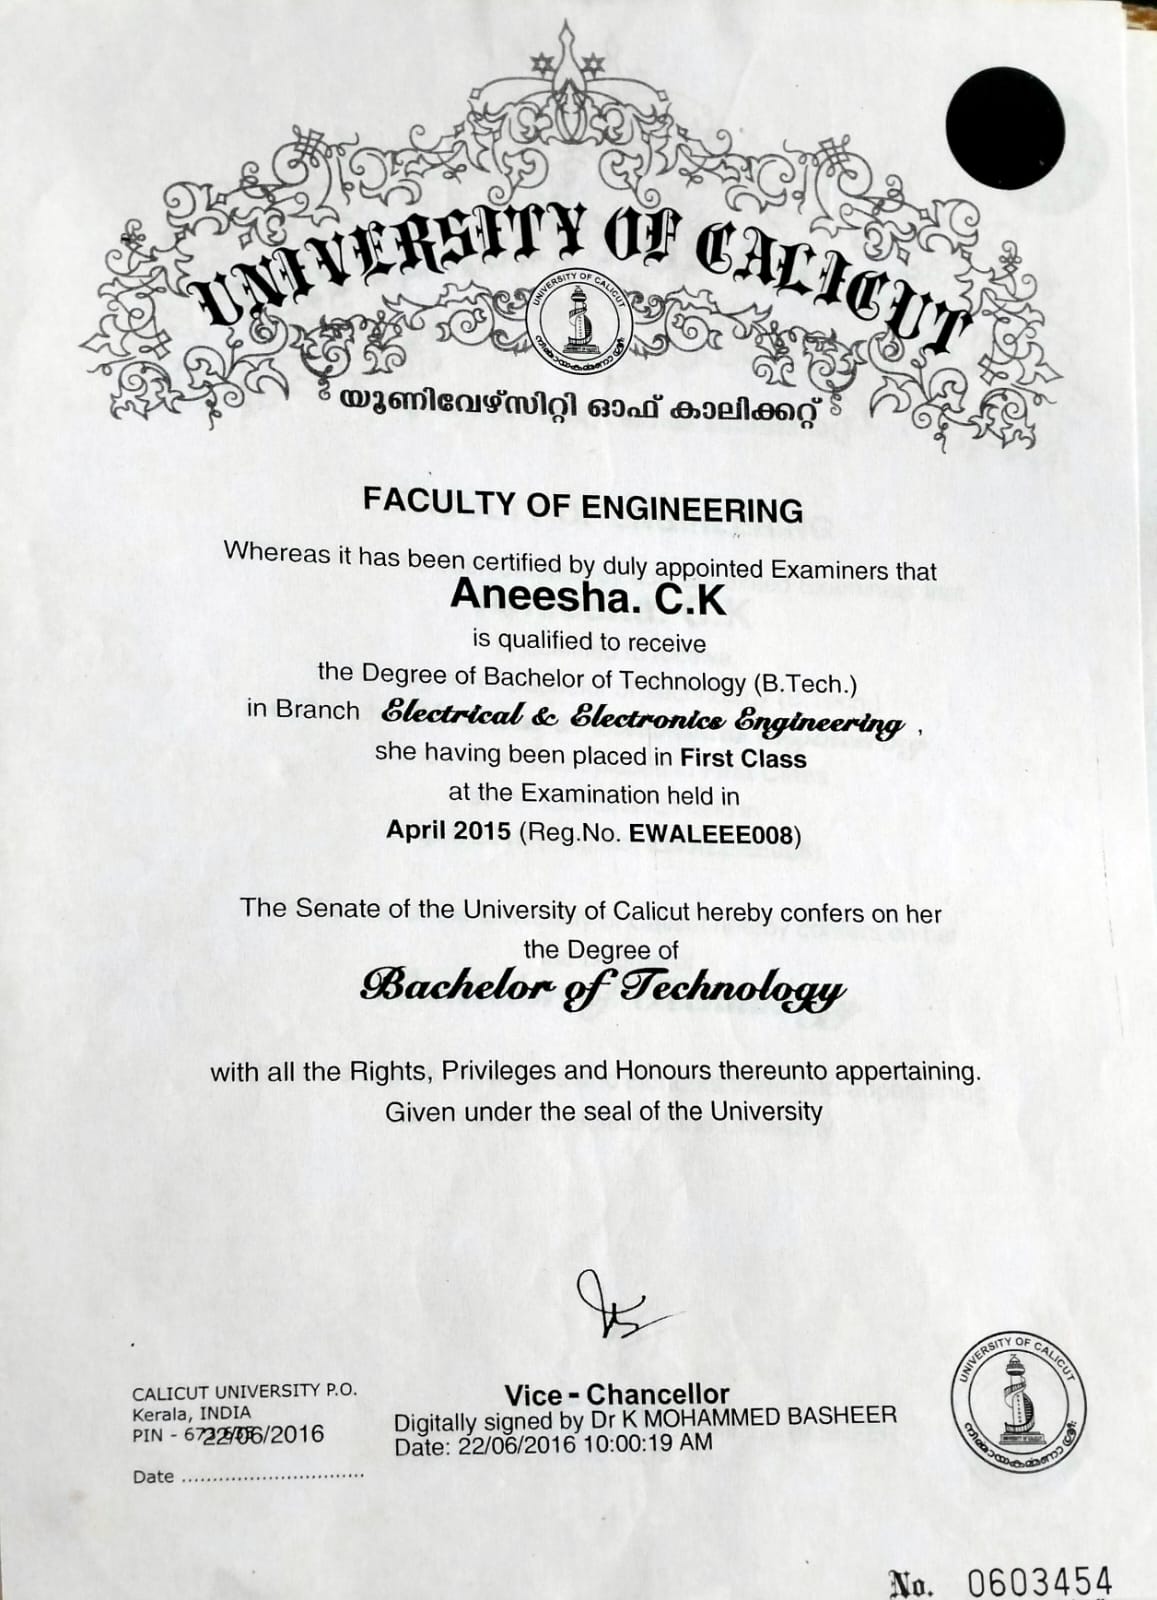 UNIVERSITY OF CALICUT
UNIVERSITY OF CALICUT
യൂണിവേഴ്സിറ്റി ഓഫ് കാലിക്കറ്റ്
FACULTY OF ENGINEERING
Whereas it has been certified by duly appointed Examiners that
Aneesha. C.K
is qualified to receive
the Degree of Bachelor of Technology (B.Tech.)
in Branch Electrical & Electronics Engineering ,
she having been placed in First Class
at the Examination held in
April 2015 (Reg.No. EWALEEE008)
The Senate of the University of Calicut hereby confers on her
the Degree of
Bachelor of Technology
with all the Rights, Privileges and Honours thereunto appertaining.
Given under the seal of the University
CALICUT UNIVERSITY P.O.
Kerala, INDIA
PIN - 22/06/2016
Date ..............................
Vice - Chancellor
Digitally signed by Dr K MOHAMMED BASHEER
Date: 22/06/2016 10:00:19 AM
UNIVERSITY OF CALICUT
No. 0603454